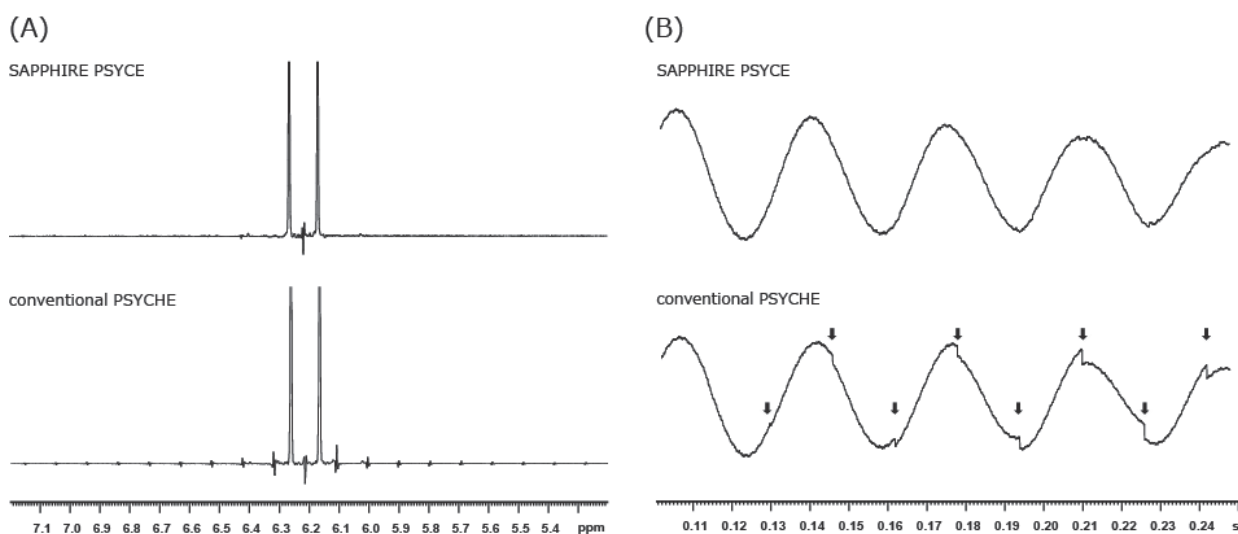 (A)
SAPPHIRE PSYCE
conventional PSYCHE
7.1 7.0 6.9 6.8 6.7 6.6 6.5 6.4 6.3 6.2 6.1 6.0 5.9 5.8 5.7 5.6 5.5 5.4 ppm
(B)
SAPPHIRE PSYCE
conventional PSYCHE
0.11 0.12 0.13 0.14 0.15 0.16 0.17 0.18 0.19 0.20 0.21 0.22 0.23 0.24 s